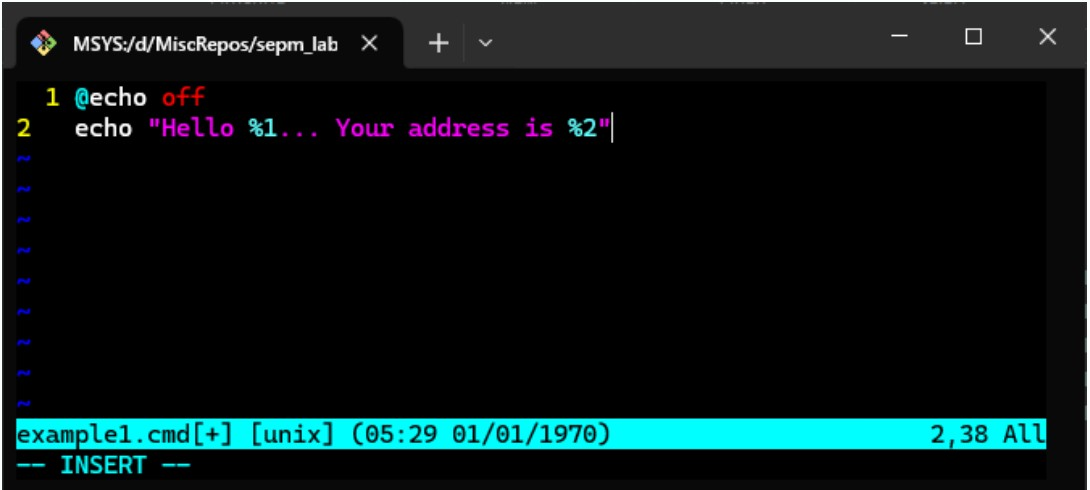 MSYS:/d/MiscRepos/sepm_lab
1 @echo off
2 echo "Hello %1... Your address is %2"
~
~
~
~
~
~
~
~
~
example1.cmd[+] [unix] (05:29 01/01/1970) 2,38 All
-- INSERT --